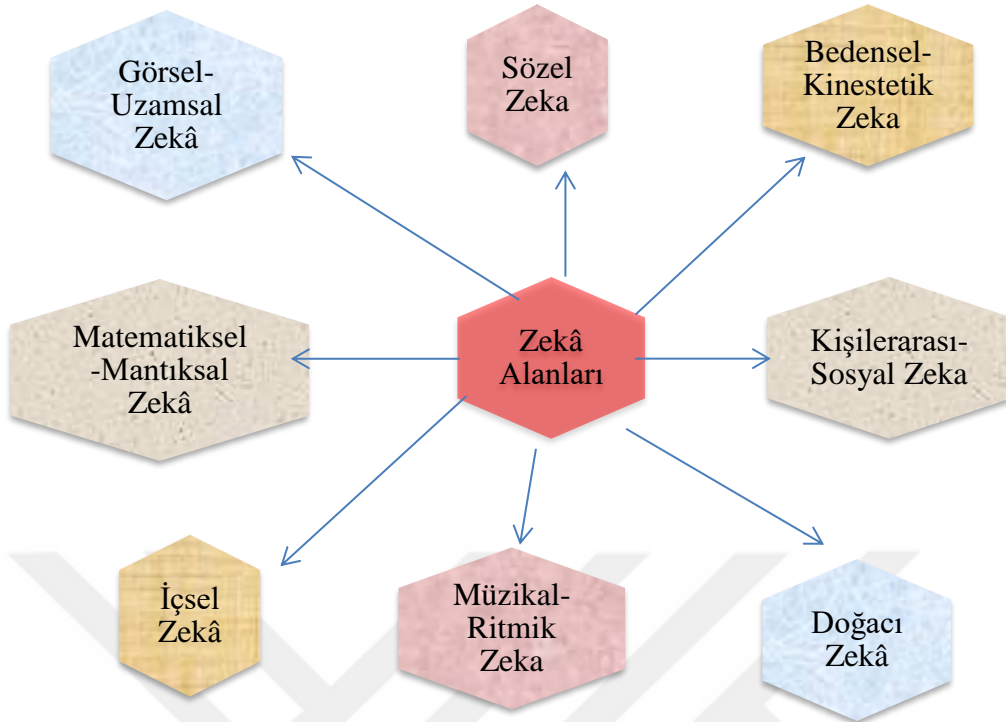 Görsel-
Uzamsal
Zekâ
Sözel
Zeka
Bedensel-
Kinestetik
Zeka
Matematiksel
-Mantıksal
Zekâ
Zekâ
Alanları
Kişilerarası-
Sosyal Zeka
İçsel
Zekâ
Müzikal-
Ritmik
Zeka
Doğacı
Zekâ